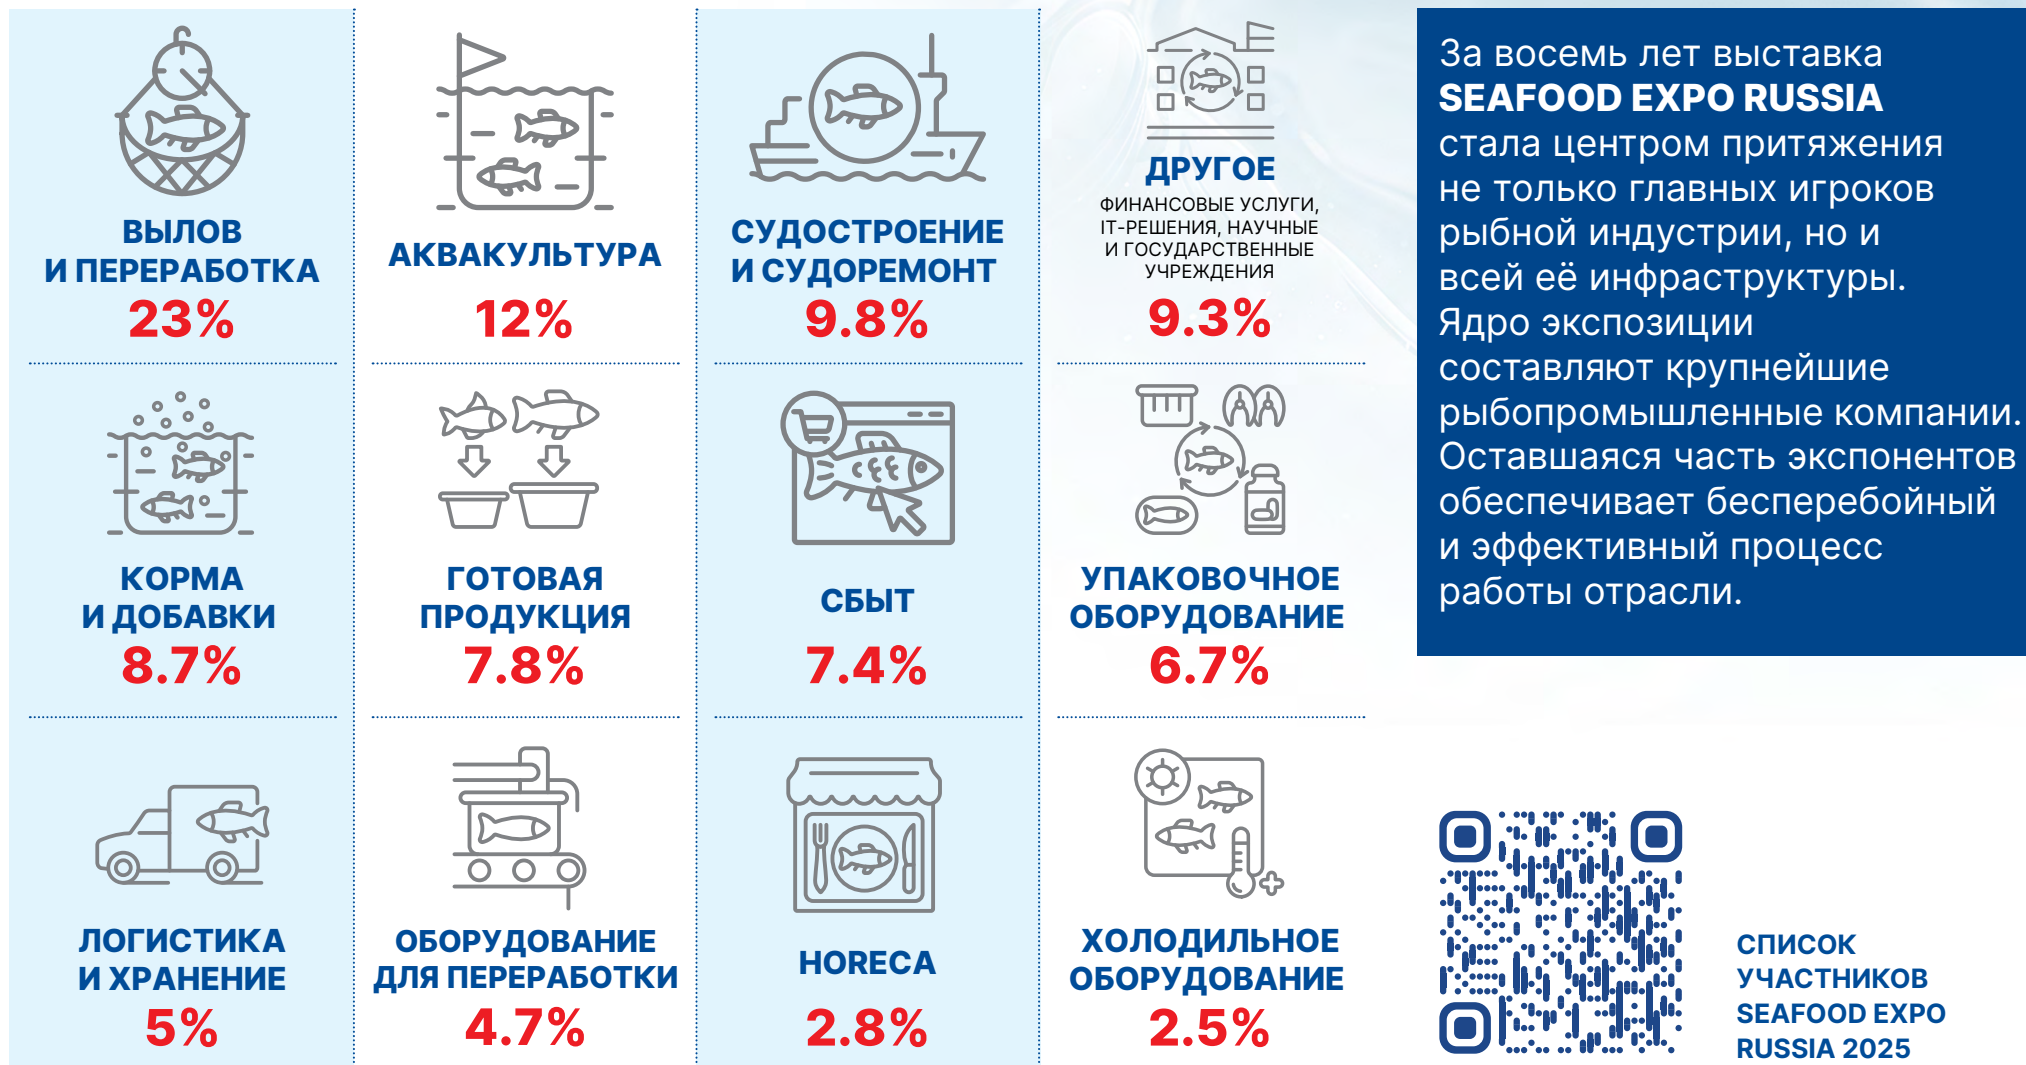 ВЫЛОВ
И ПЕРЕРАБОТКА
23%
АКВАКУЛЬТУРА
12%
СУДОСТРОЕНИЕ
И СУДОРЕМОНТ
9.8%
ДРУГОЕ
ФИНАНСОВЫЕ УСЛУГИ,
IT-РЕШЕНИЯ, НАУЧНЫЕ
И ГОСУДАРСТВЕННЫЕ
УЧРЕЖДЕНИЯ
9.3%
КОРМА
И ДОБАВКИ
8.7%
ГОТОВАЯ
ПРОДУКЦИЯ
7.8%
СБЫТ
7.4%
УПАКОВОЧНОЕ
ОБОРУДОВАНИЕ
6.7%
ЛОГИСТИКА
И ХРАНЕНИЕ
5%
ОБОРУДОВАНИЕ
ДЛЯ ПЕРЕРАБОТКИ
4.7%
HORECA
2.8%
ХОЛОДИЛЬНОЕ
ОБОРУДОВАНИЕ
2.5%
За восемь лет выставка
SEAFOOD EXPO RUSSIA
стала центром притяжения
не только главных игроков
рыбной индустрии, но и
всей её инфраструктуры.
Ядро экспозиции
составляют крупнейшие
рыбопромышленные компании.
Оставшаяся часть экспонентов
обеспечивает бесперебойный
и эффективный процесс
работы отрасли.
СПИСОК
УЧАСТНИКОВ
SEAFOOD EXPO
RUSSIA 2025